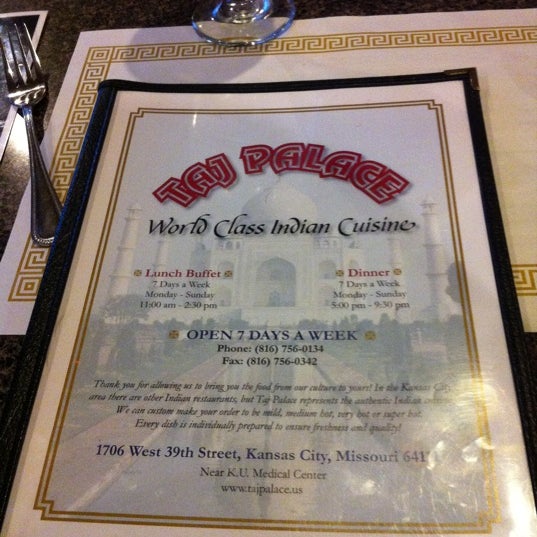 TAJ PALACE
World Class Indian Cuisine
Lunch Buffet
7 Days a Week
Monday - Sunday
11:00 am - 2:30 pm
Dinner
7 Days a Week
Monday - Sunday
5:00 pm - 9:30 pm
OPEN 7 DAYS A WEEK
Phone: (816) 756-0134
Fax: (816) 756-0342
Thank you for allowing us to bring you the food from our culture to yours! In the Kansas City
area there are other Indian restaurants, but Taj Palace represents the authentic Indian cuisine.
We can custom make your order to be mild, medium hot, very hot or super hot.
Every dish is individually prepared to ensure freshness and quality!
1706 West 39th Street, Kansas City, Missouri
Near K.U. Medical Center
www.tajpalace.us